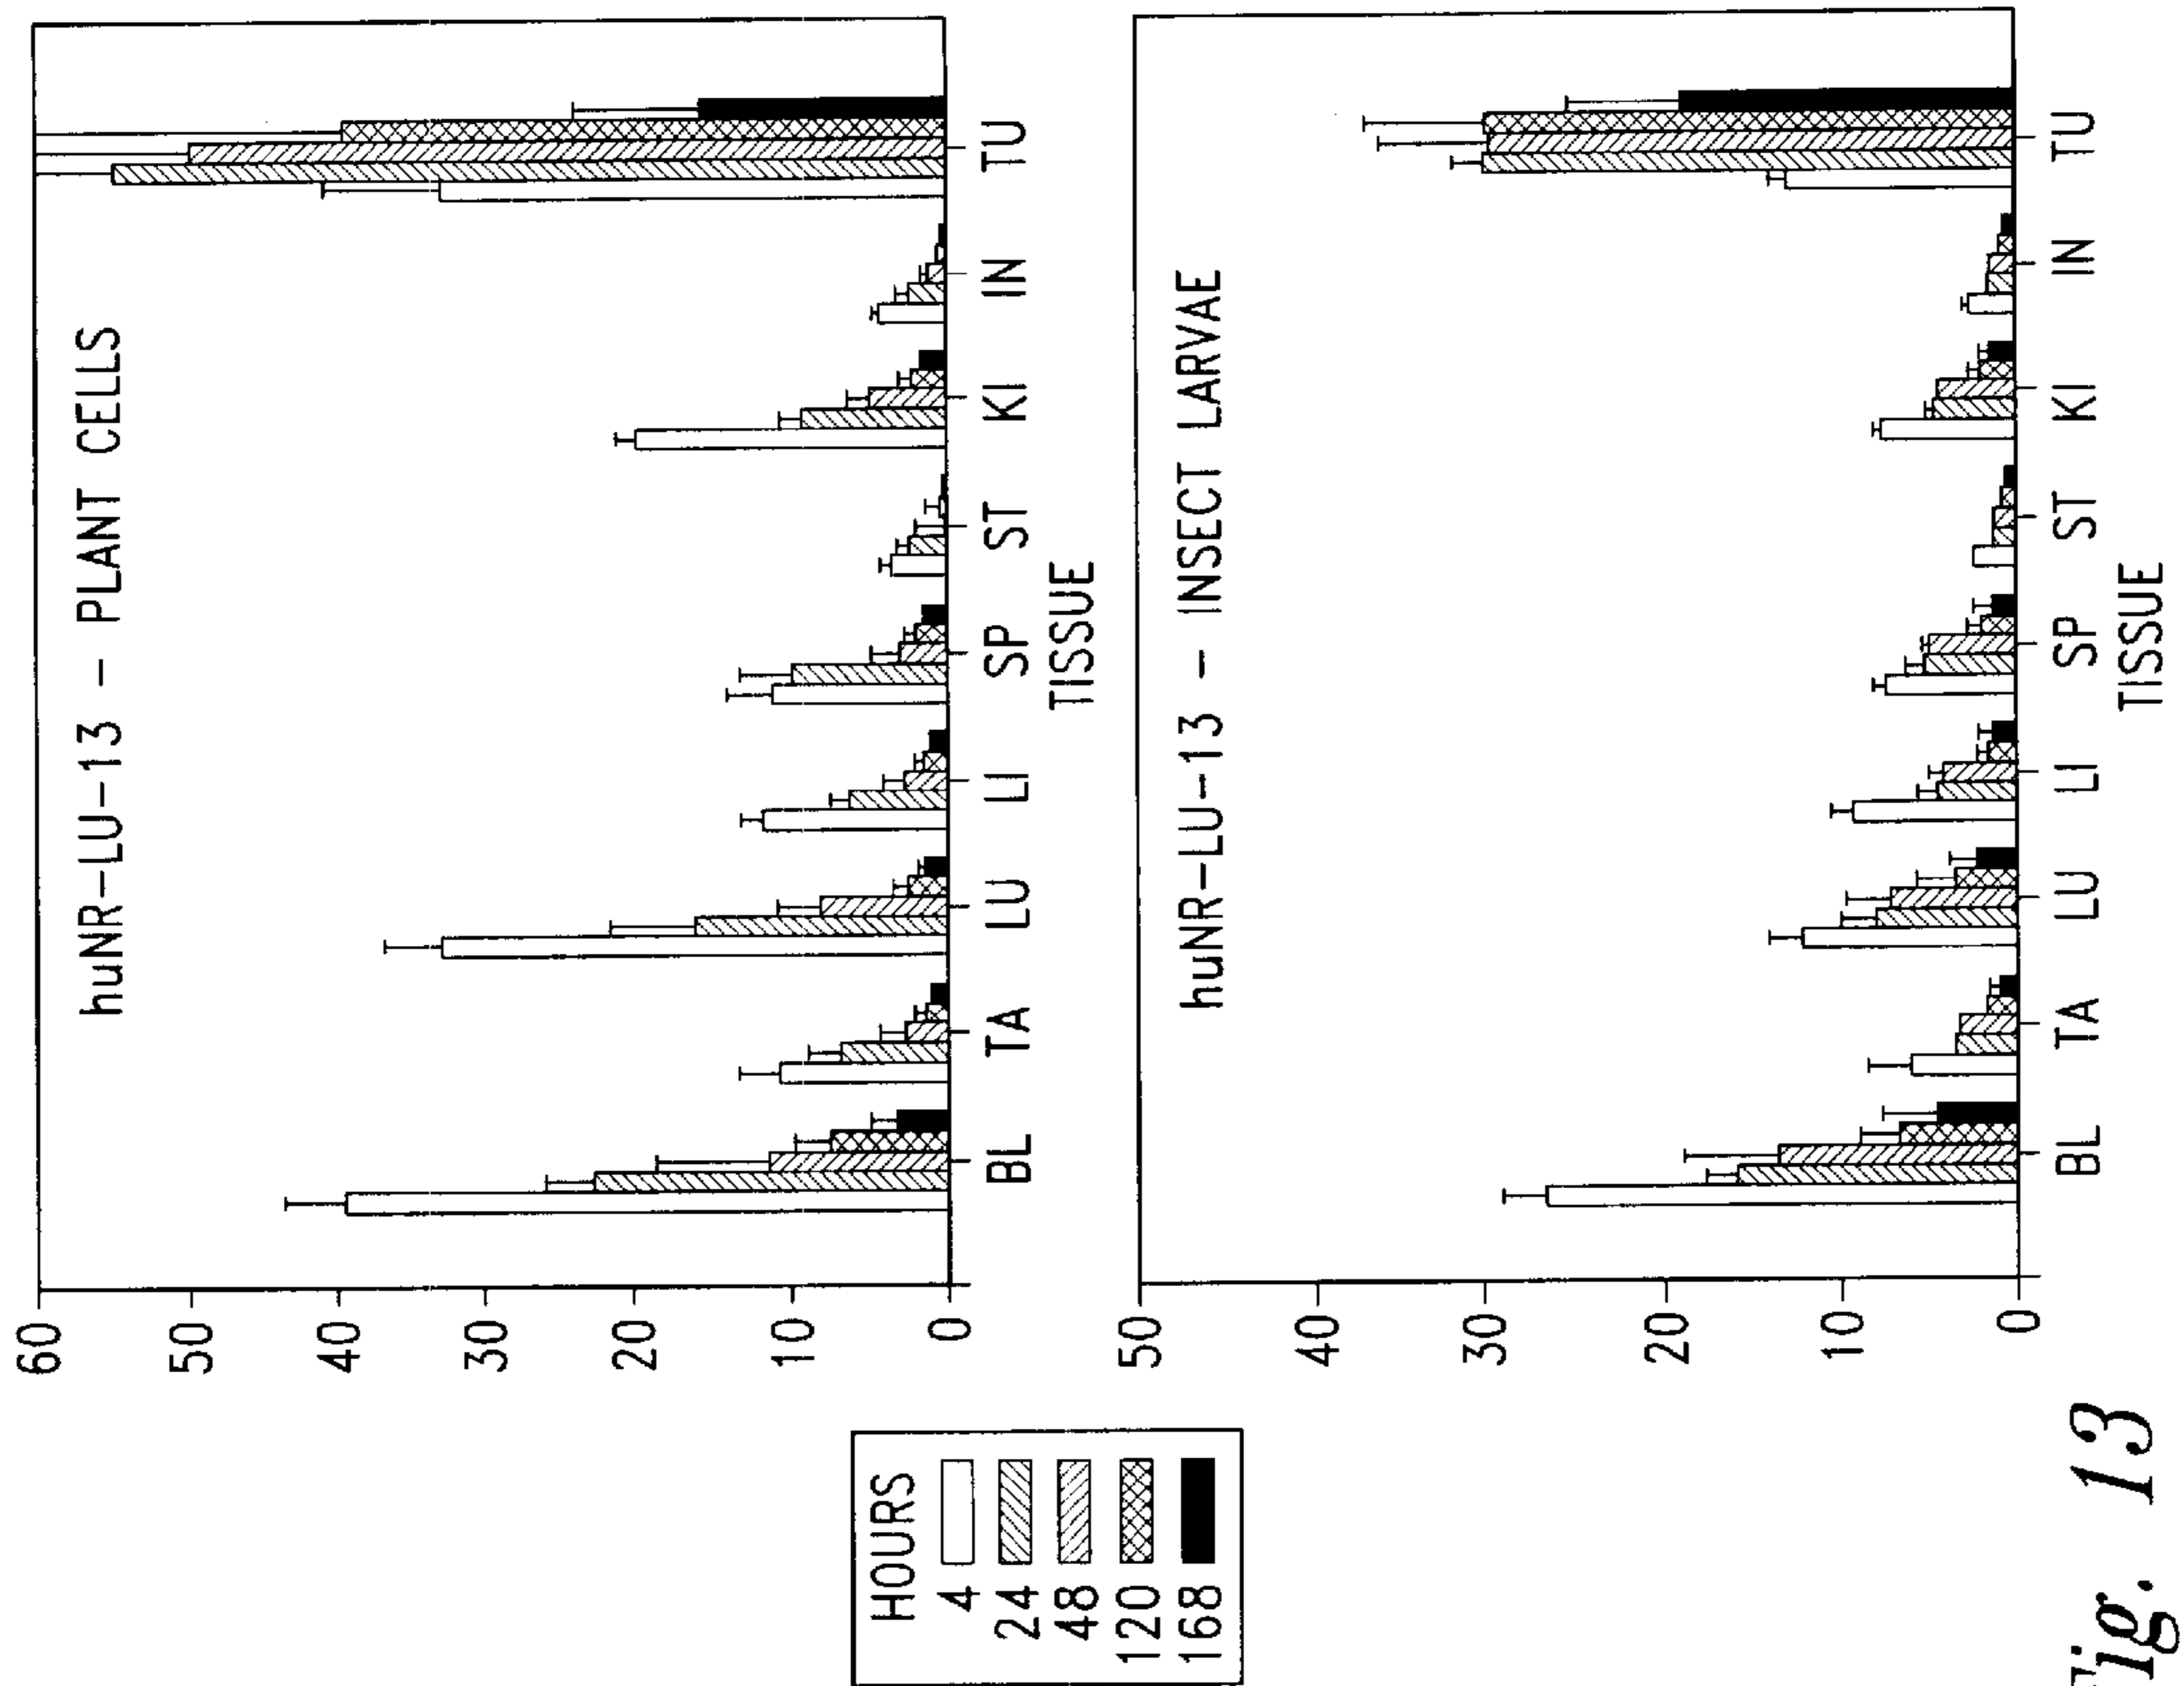 huNR-LU-13 - PLANT CELLS
60
50
40
30
20
10
0
BL TA LU LI SP ST KI IN TU
TISSUE
HOURS
4
24
48
120
168
huNR-LU-13 - INSECT LARVAE
50
40
30
20
10
0
BL TA LU LI SP ST KI IN TU
TISSUE
Fig. 13